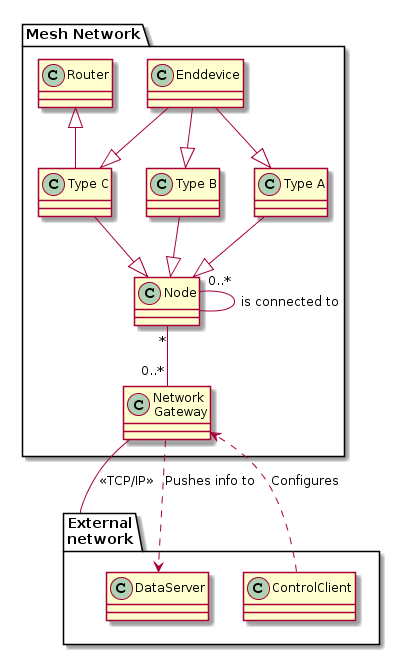 Mesh Network
C Router
C Enddevice
C Type C
C Type B
C Type A
C Node
0..*
is connected to
*
0..*
C Network
Gateway
«TCP/IP»
Pushes info to
Configures
External
network
C DataServer
C ControlClient